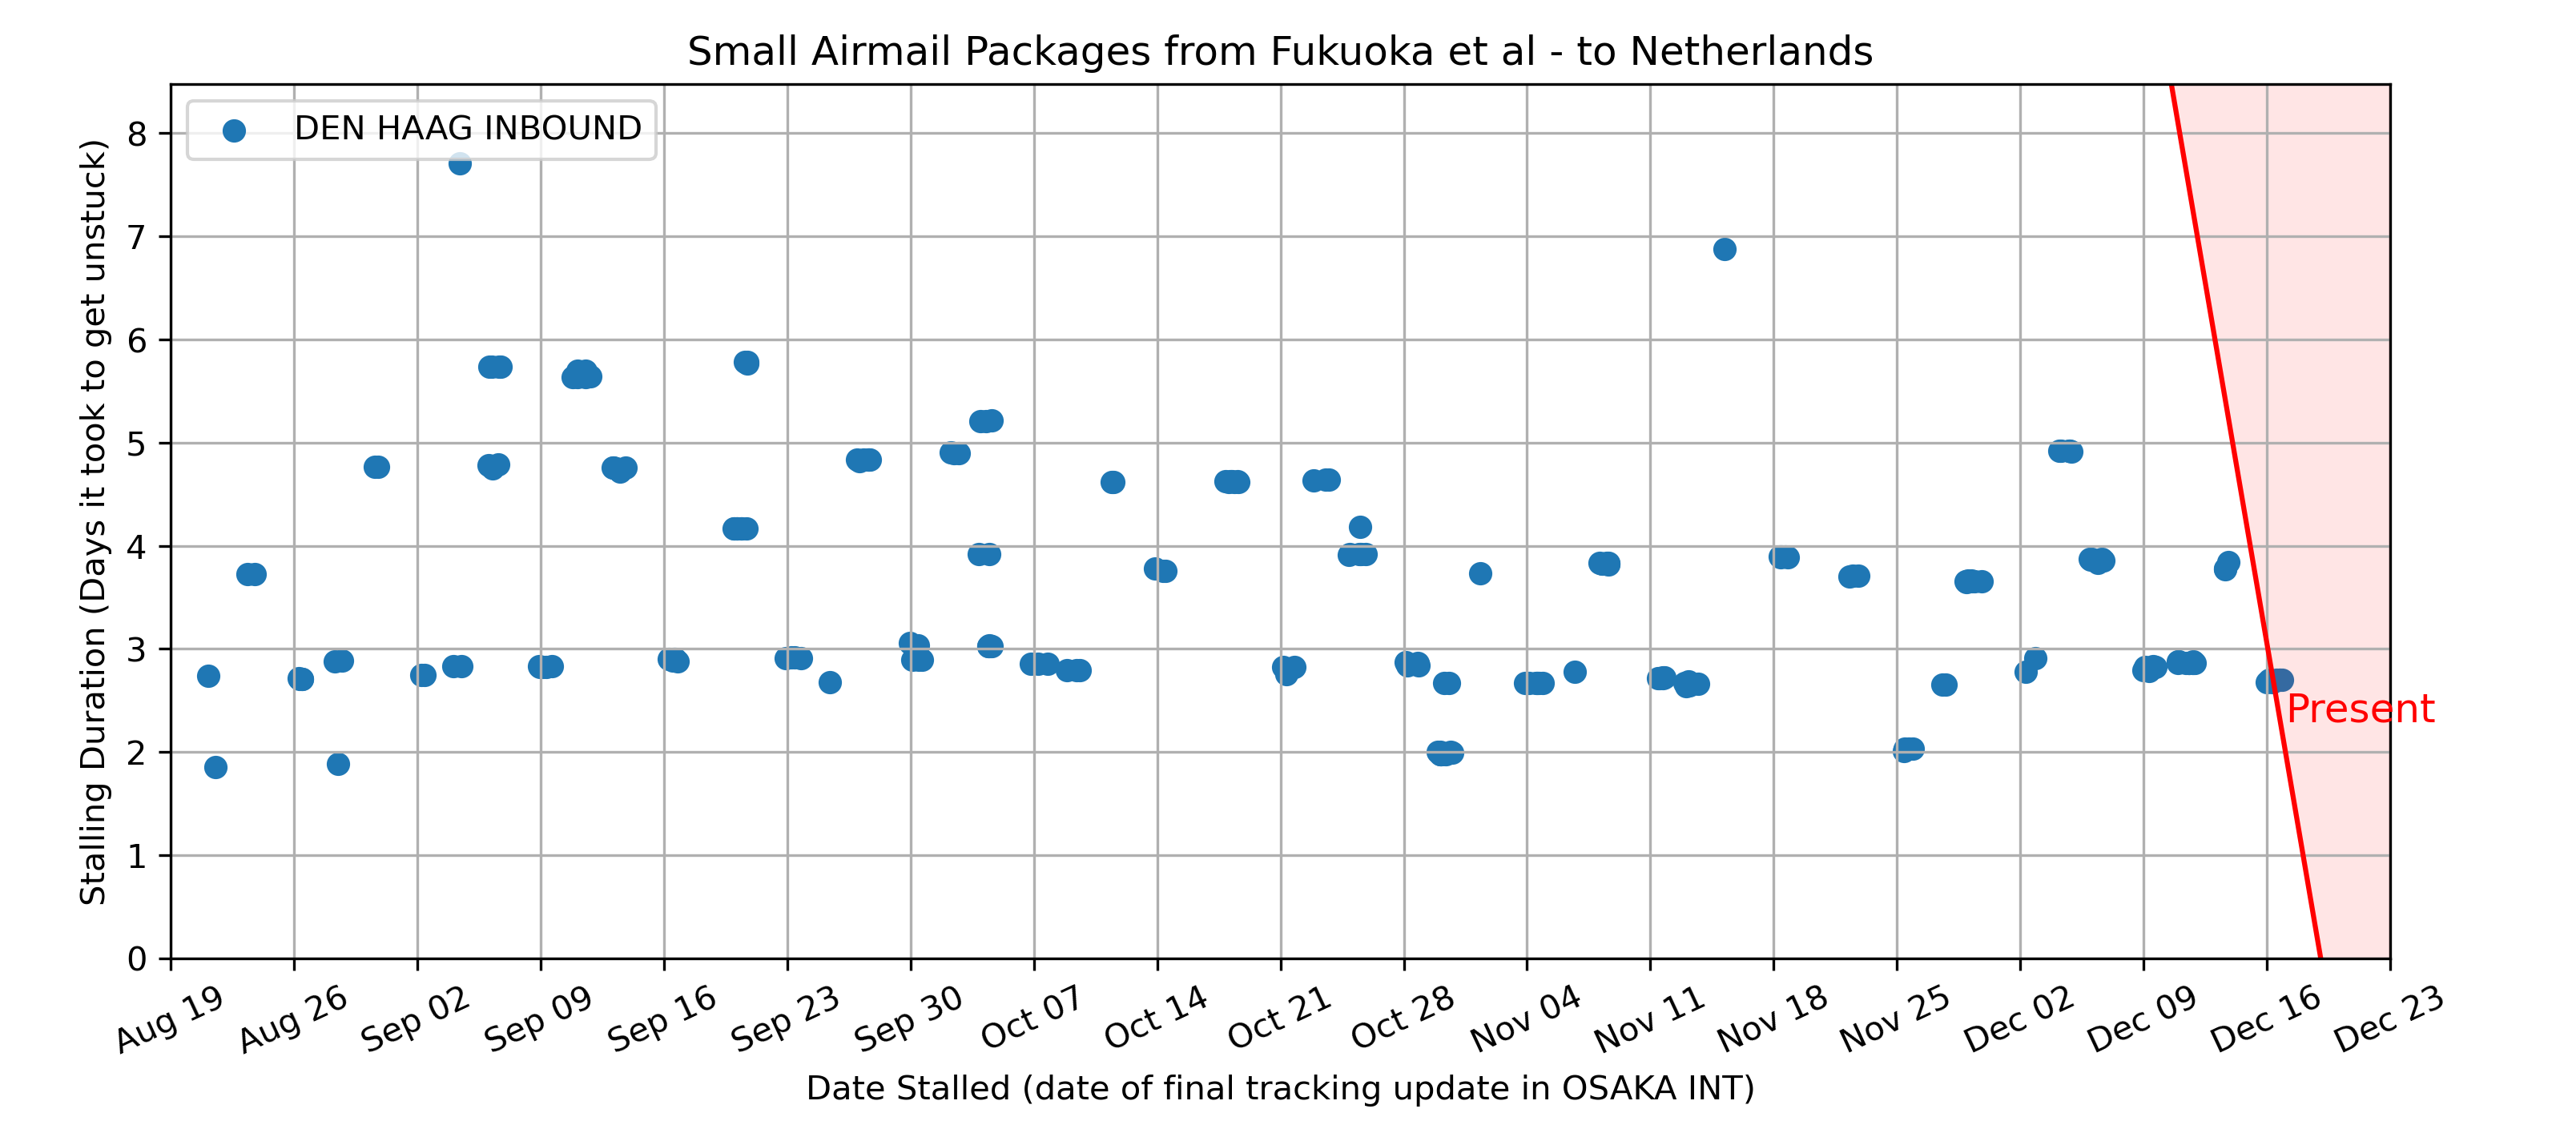 Small Airmail Packages from Fukuoka et al - to Netherlands
DEN HAAG INBOUND
Stalling Duration (Days it took to get unstuck)
8
7
6
5
4
3
2
1
0
Present
Aug 19
Aug 26
Sep 02
Sep 09
Sep 16
Sep 23
Sep 30
Oct 07
Oct 14
Oct 21
Oct 28
Nov 04
Nov 11
Nov 18
Nov 25
Dec 02
Dec 09
Dec 16
Dec 23
Date Stalled (date of final tracking update in OSAKA INT)